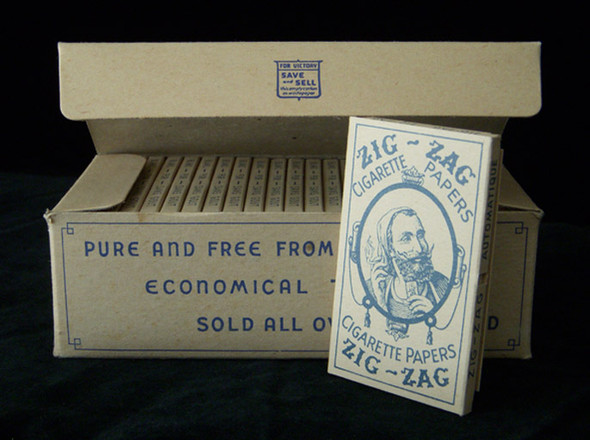 FOR VICTORY
SAVE
and
SELL
PURE AND FREE FROM
ECONOMICAL
SOLD ALL OV
D
ZIG-ZAG
CIGARETTE PAPERS
CIGARETTE PAPERS
ZIG-ZAG
ZIG-ZAG AUTOMATIQUE